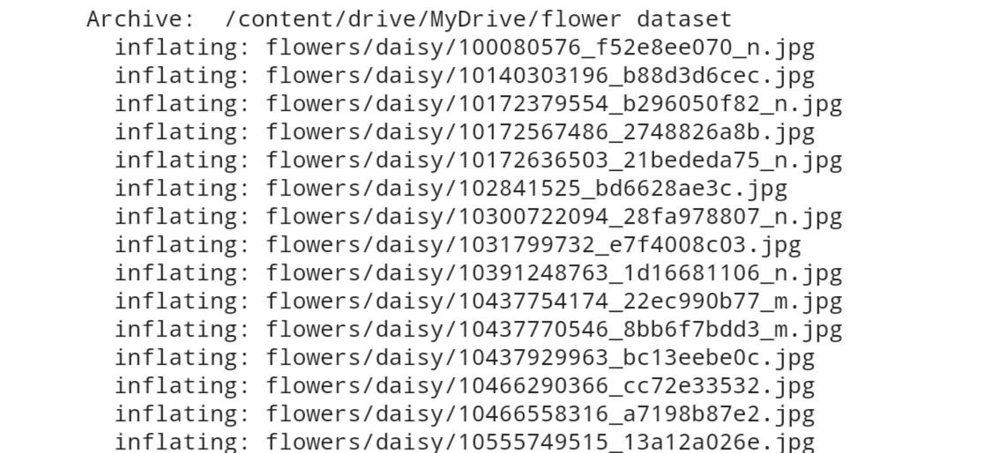 Archive:  /content/drive/MyDrive/flower dataset
  inflating: flowers/daisy/100080576_f52e8ee070_n.jpg
  inflating: flowers/daisy/10140303196_b88d3d6cec.jpg
  inflating: flowers/daisy/10172379554_b296050f82_n.jpg
  inflating: flowers/daisy/10172567486_2748826a8b.jpg
  inflating: flowers/daisy/10172636503_21bededa75_n.jpg
  inflating: flowers/daisy/102841525_bd6628ae3c.jpg
  inflating: flowers/daisy/10300722094_28fa978807_n.jpg
  inflating: flowers/daisy/1031799732_e7f4008c03.jpg
  inflating: flowers/daisy/10391248763_1d16681106_n.jpg
  inflating: flowers/daisy/10437754174_22ec990b77_m.jpg
  inflating: flowers/daisy/10437770546_8bb6f7bdd3_m.jpg
  inflating: flowers/daisy/10437929963_bc13eebe0c.jpg
  inflating: flowers/daisy/10466290366_cc72e33532.jpg
  inflating: flowers/daisy/10466558316_a7198b87e2.jpg
  inflating: flowers/daisy/10555749515_13a12a026e.jpg